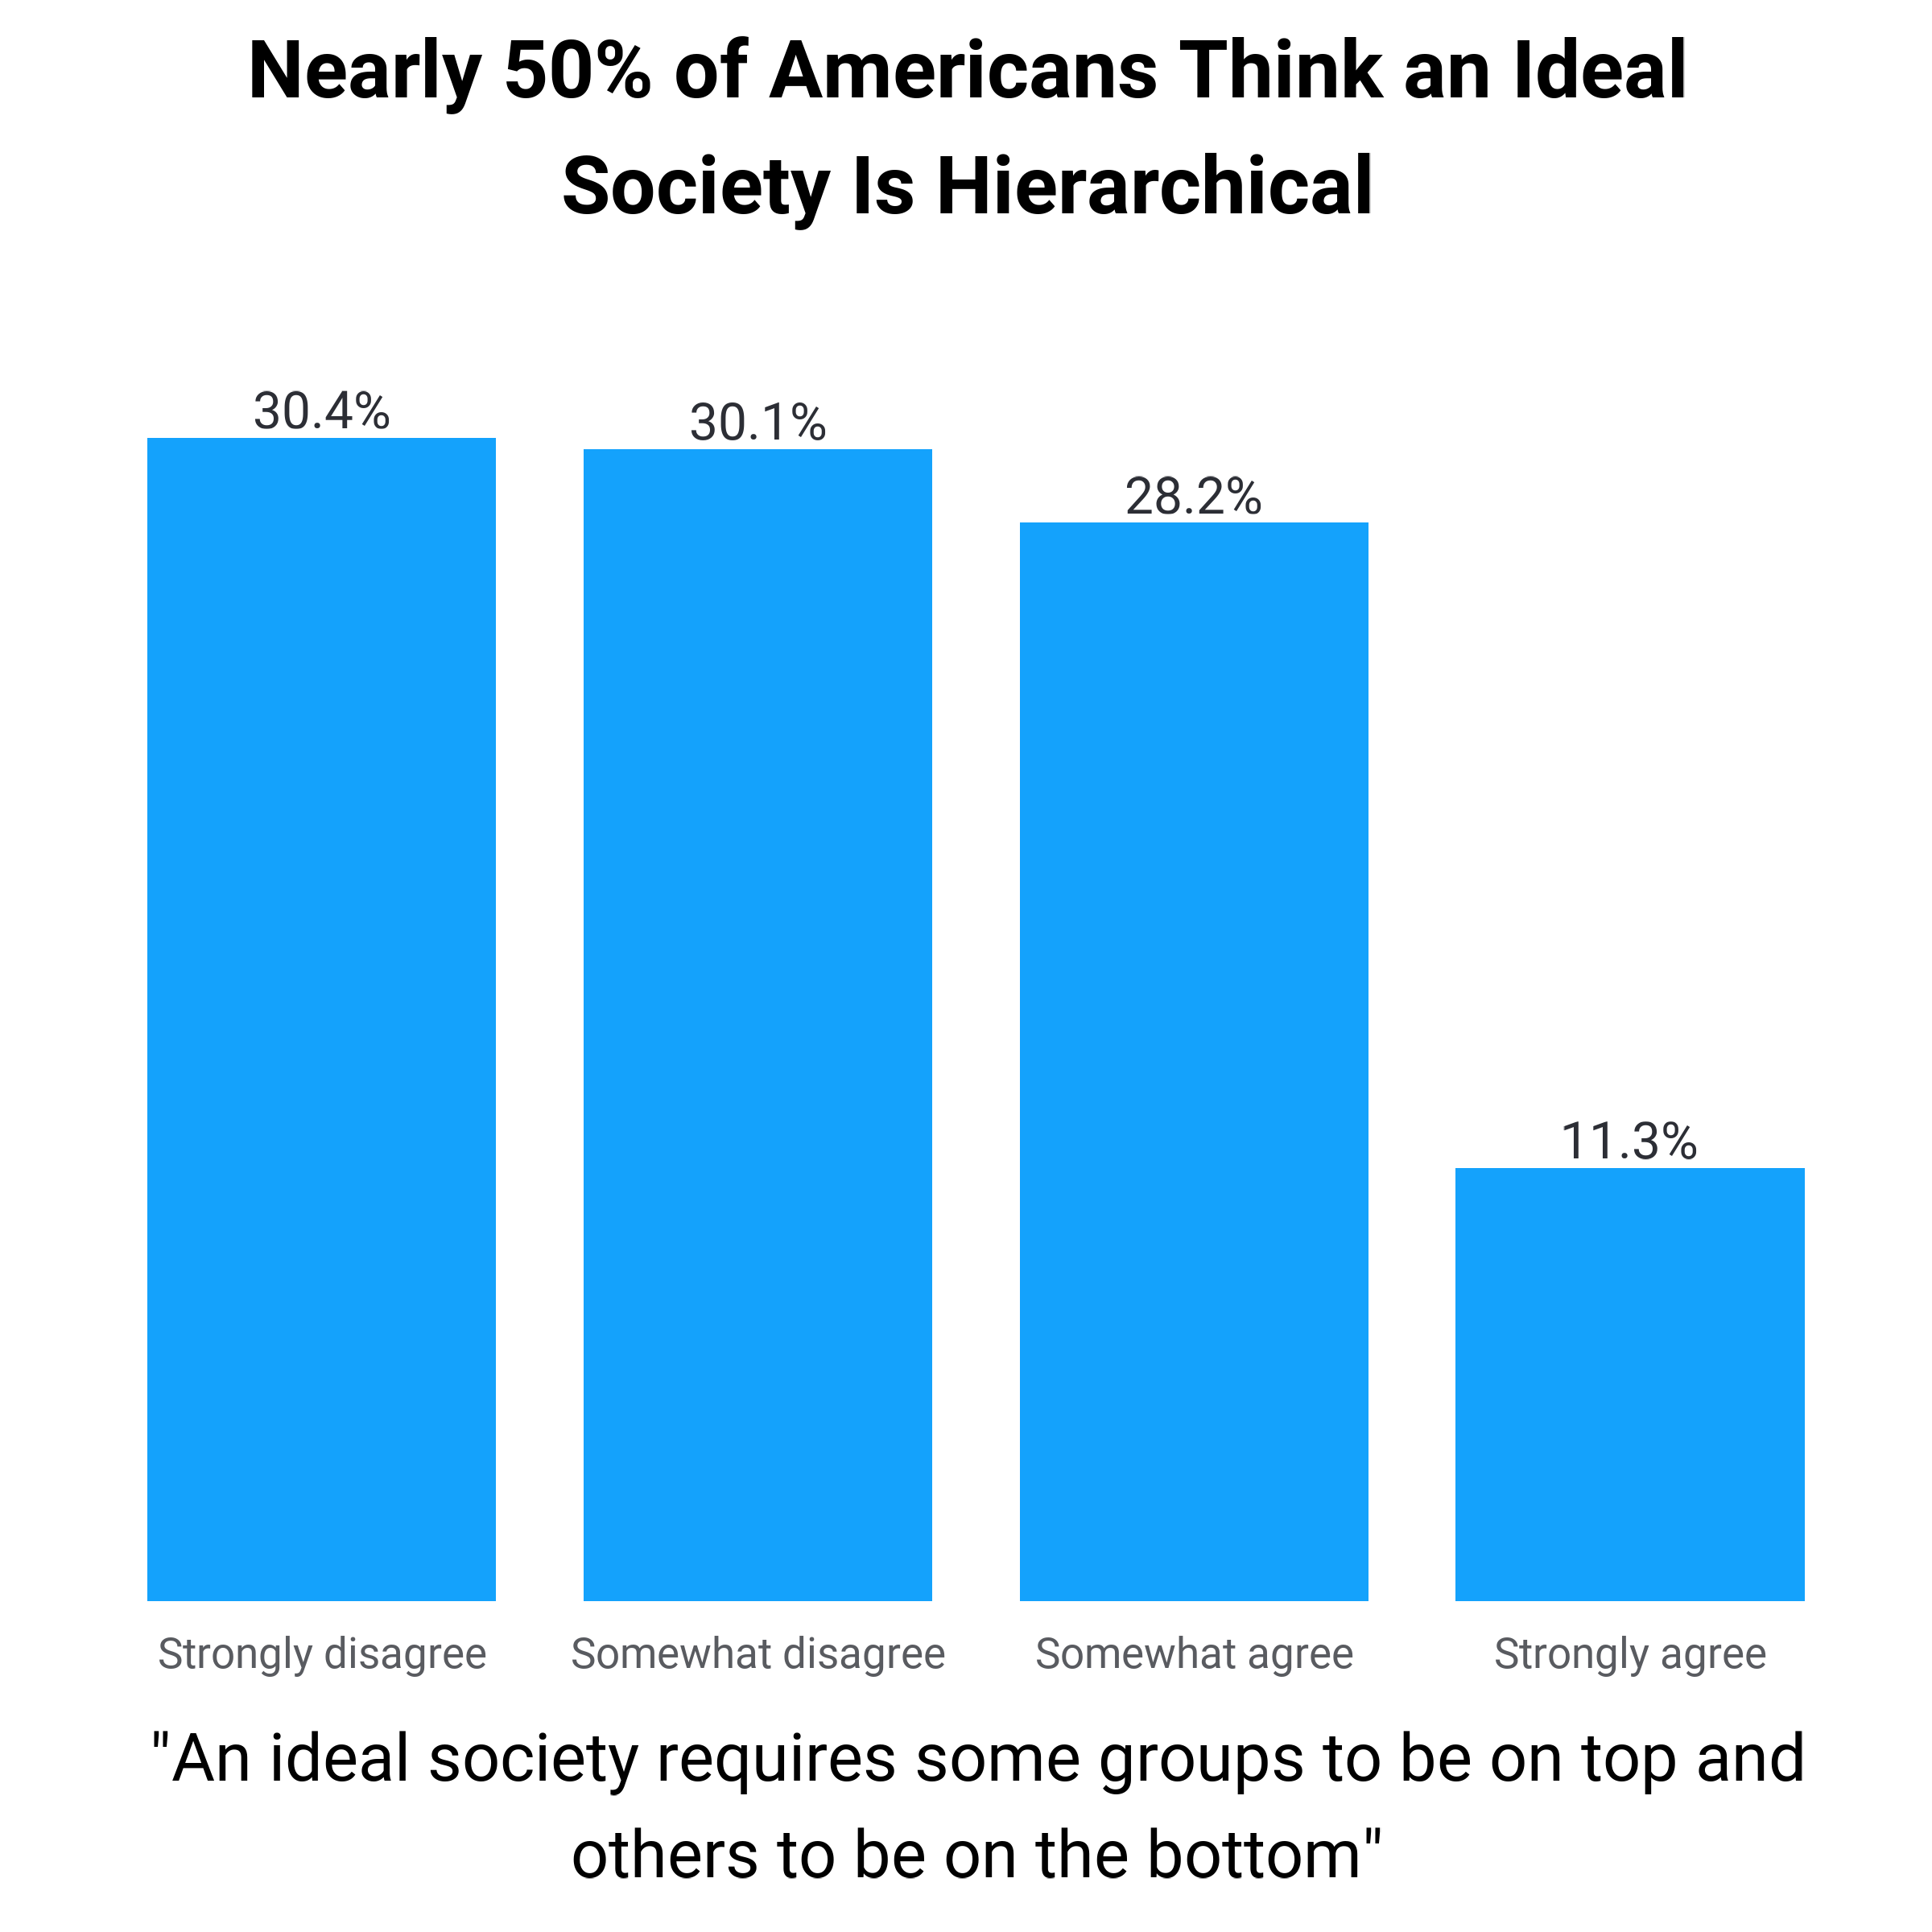 Nearly 50% of Americans Think an Ideal
Society Is Hierarchical
30.4%
30.1%
28.2%
11.3%
Strongly disagree
Somewhat disagree
Somewhat agree
Strongly agree
"An ideal society requires some groups to be on top and
others to be on the bottom"